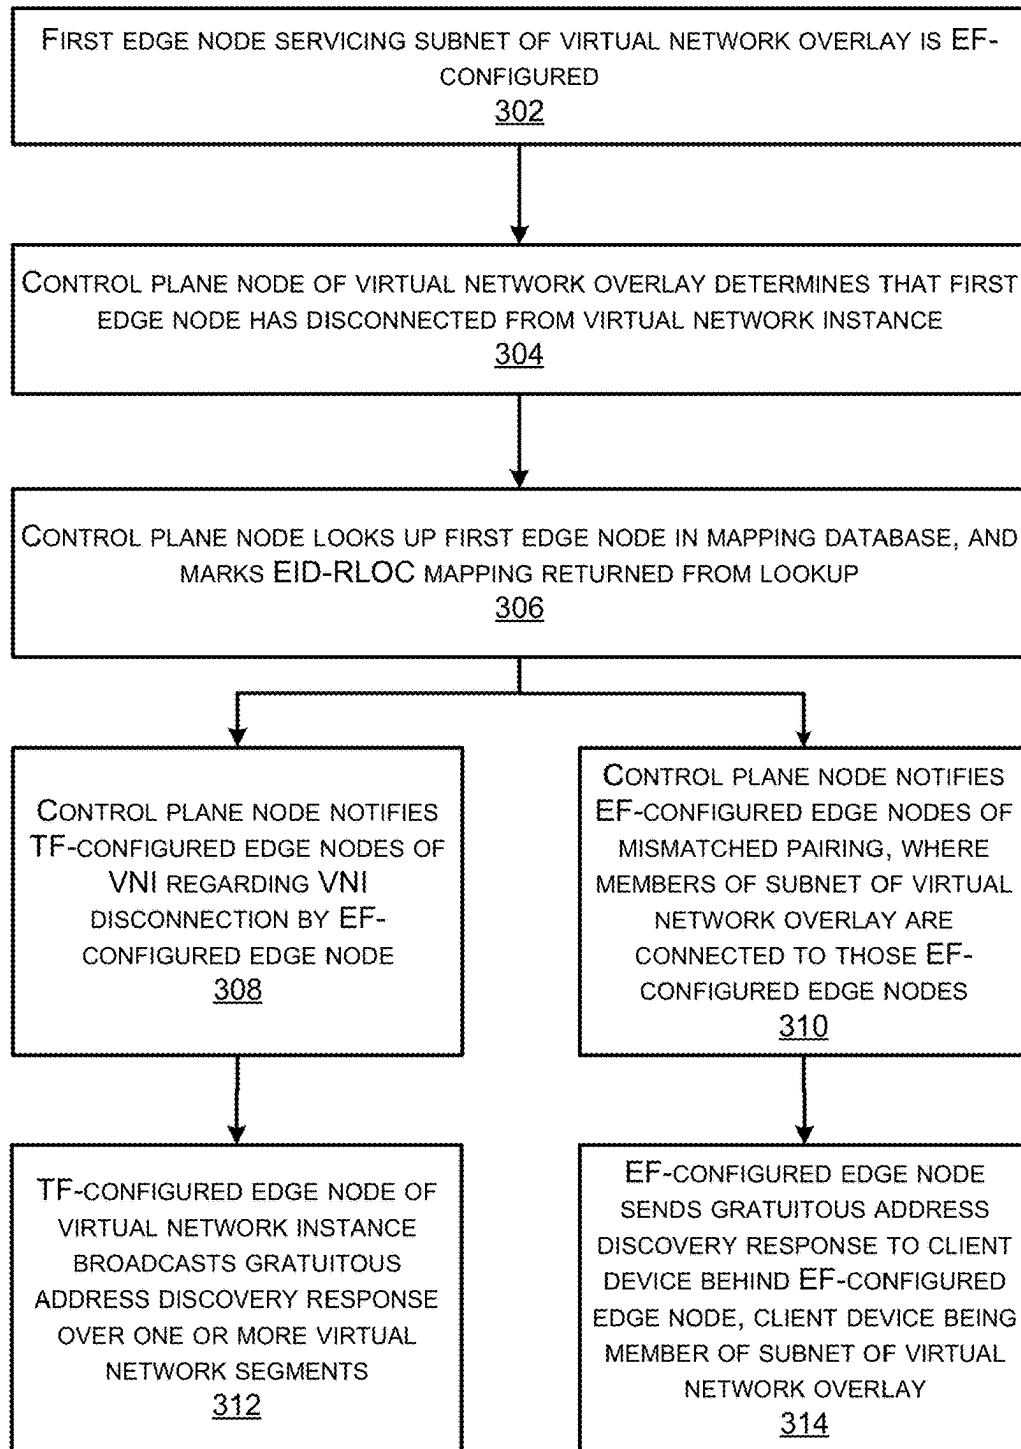 FIRST EDGE NODE SERVICING SUBNET OF VIRTUAL NETWORK OVERLAY IS EF-
CONFIGURED
302
CONTROL PLANE NODE OF VIRTUAL NETWORK OVERLAY DETERMINES THAT FIRST
EDGE NODE HAS DISCONNECTED FROM VIRTUAL NETWORK INSTANCE
304
CONTROL PLANE NODE LOOKS UP FIRST EDGE NODE IN MAPPING DATABASE, AND
MARKS EID-RLOC MAPPING RETURNED FROM LOOKUP
306
CONTROL PLANE NODE NOTIFIES
TF-CONFIGURED EDGE NODES OF
VNI REGARDING VNI
DISCONNECTION BY EF-
CONFIGURED EDGE NODE
308
CONTROL PLANE NODE NOTIFIES
EF-CONFIGURED EDGE NODES OF
MISMATCHED PAIRING, WHERE
MEMBERS OF SUBNET OF VIRTUAL
NETWORK OVERLAY ARE
CONNECTED TO THOSE EF-
CONFIGURED EDGE NODES
310
TF-CONFIGURED EDGE NODE OF
VIRTUAL NETWORK INSTANCE
BROADCASTS GRATUITOUS
ADDRESS DISCOVERY RESPONSE
OVER ONE OR MORE VIRTUAL
NETWORK SEGMENTS
312
EF-CONFIGURED EDGE NODE
SENDS GRATUITOUS ADDRESS
DISCOVERY RESPONSE TO CLIENT
DEVICE BEHIND EF-CONFIGURED
EDGE NODE, CLIENT DEVICE BEING
MEMBER OF SUBNET OF VIRTUAL
NETWORK OVERLAY
314